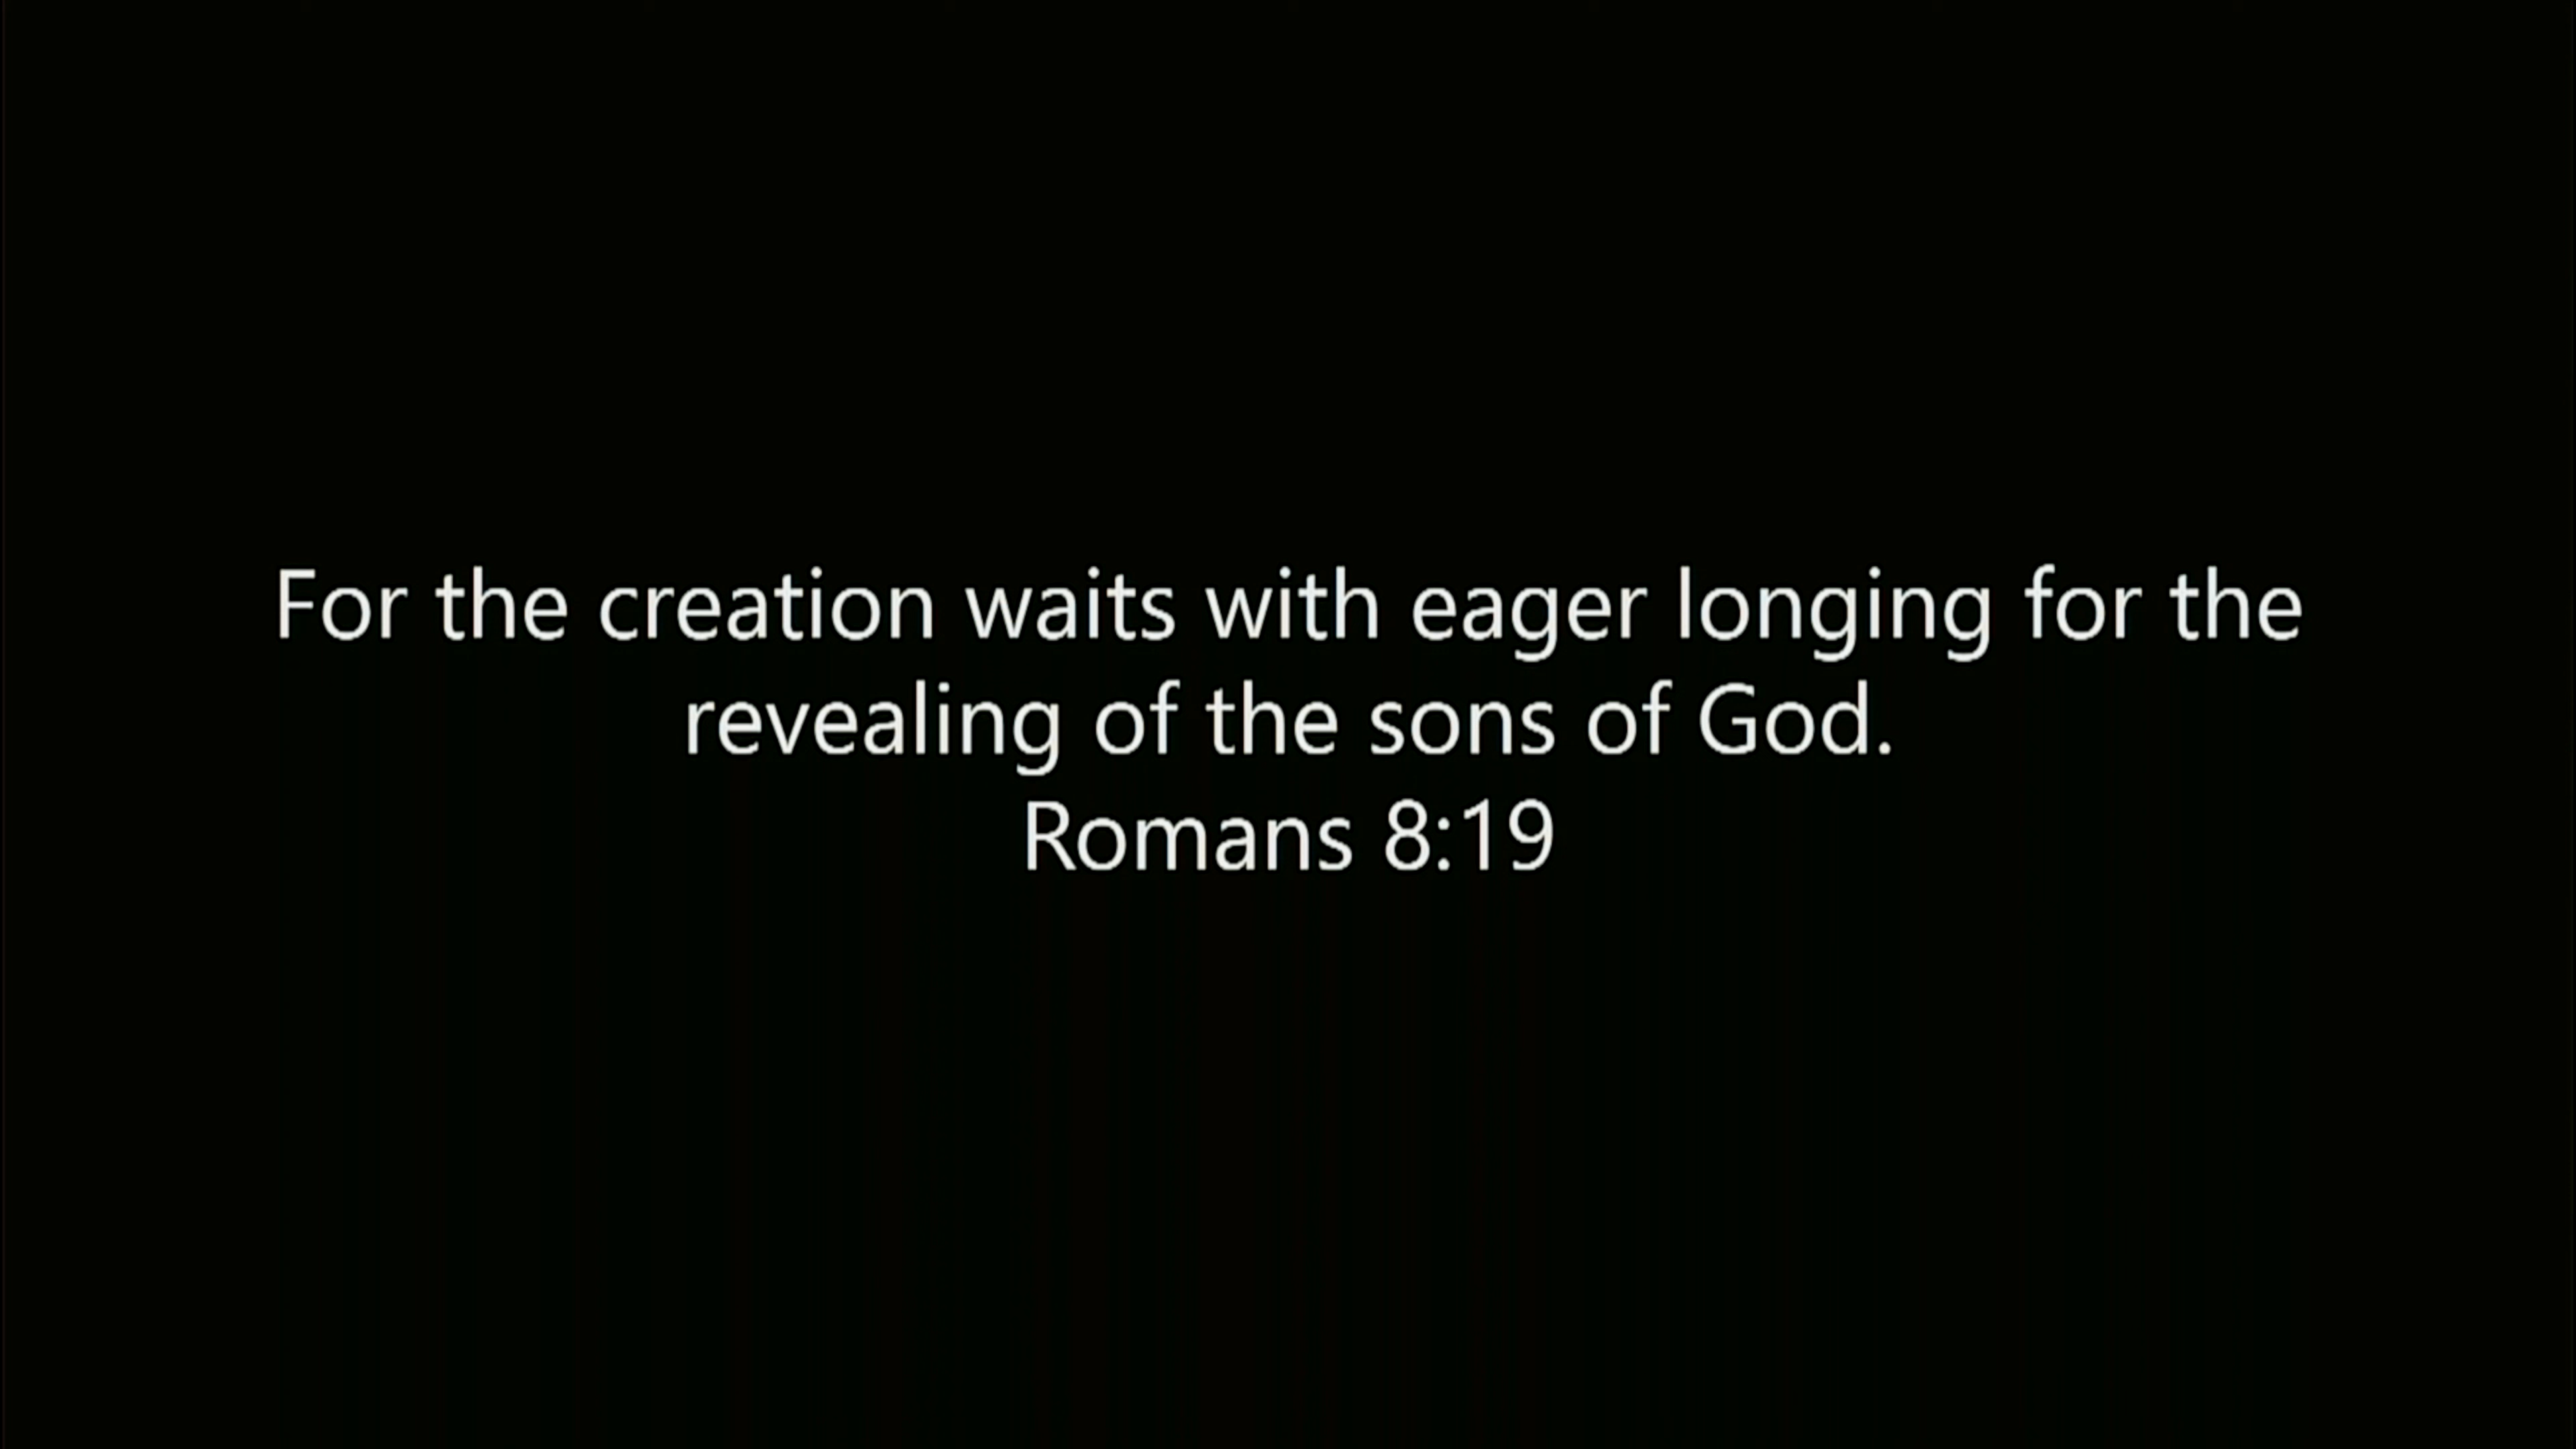 For the creation waits with eager longing for the
revealing of the sons of God.
Romans 8:19